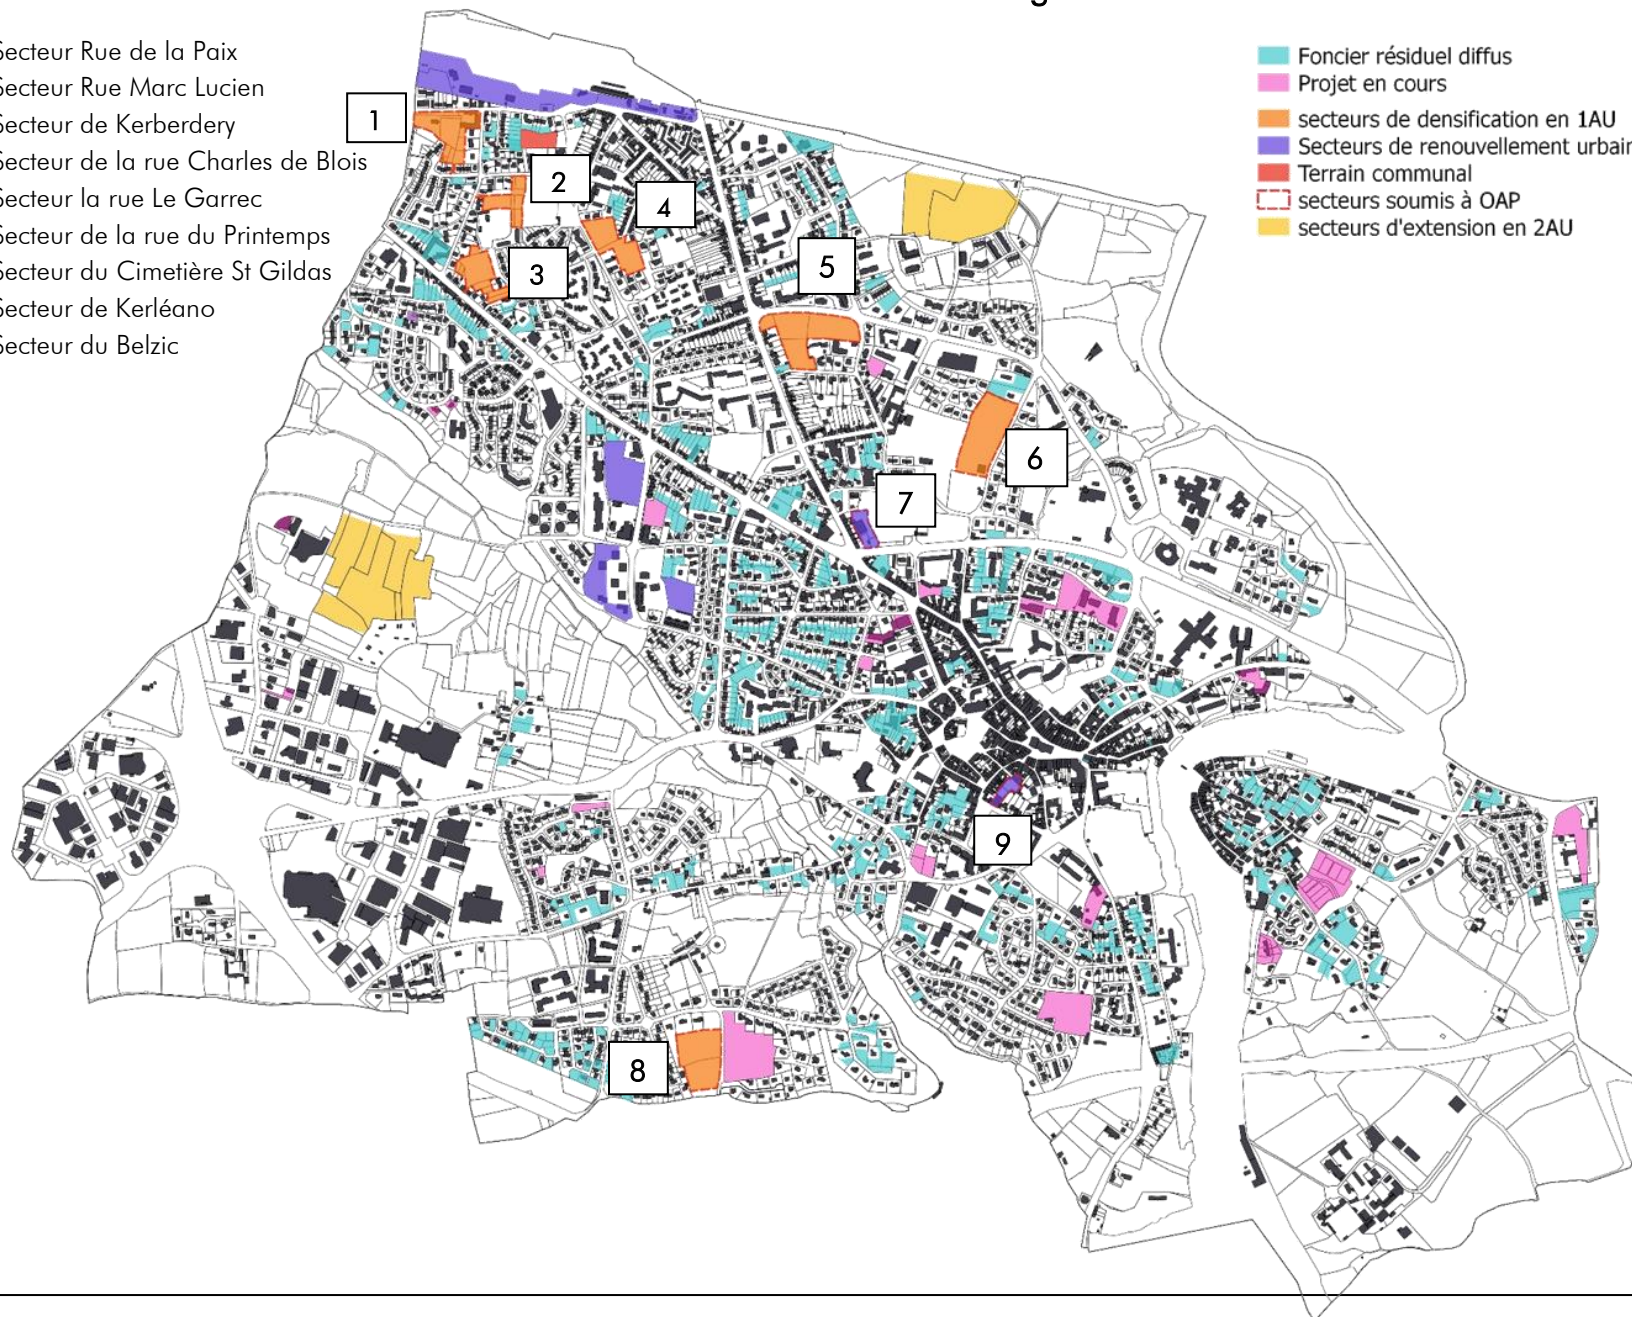 Secteur Rue de la Paix
Secteur Rue Marc Lucien
Secteur de Kerberdery
Secteur de la rue Charles de Blois
Secteur la rue Le Garrec
Secteur de la rue du Printemps
Secteur du Cimetière St Gildas
Secteur de Kerléano
Secteur du Belzic
Foncier résiduel diffus
Projet en cours
secteurs de densification en 1AU
Secteurs de renouvellement urbain
Terrain communal
secteurs soumis à OAP
secteurs d'extension en 2AU
1
2
4
3
5
6
7
9
8